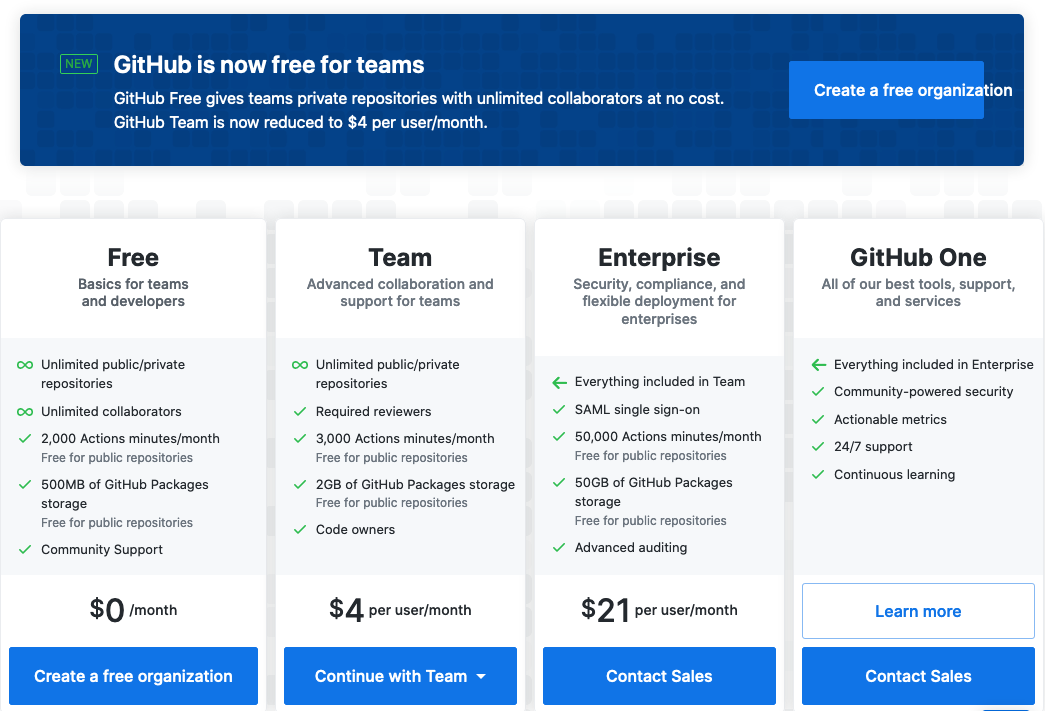 NEW
GitHub is now free for teams
GitHub Free gives teams private repositories with unlimited collaborators at no cost.
GitHub Team is now reduced to $4 per user/month.
Create a free organization
Free
Basics for teams
and developers
Unlimited public/private
repositories
Unlimited collaborators
2,000 Actions minutes/month
Free for public repositories
500MB of GitHub Packages
storage
Free for public repositories
Community Support
$0 /month
Create a free organization
Team
Advanced collaboration and
support for teams
Unlimited public/private
repositories
Required reviewers
3,000 Actions minutes/month
Free for public repositories
2GB of GitHub Packages storage
Free for public repositories
Code owners
$4 per user/month
Continue with Team
Enterprise
Security, compliance, and
flexible deployment for
enterprises
Everything included in Team
SAML single sign-on
50,000 Actions minutes/month
Free for public repositories
50GB of GitHub Packages
storage
Free for public repositories
Advanced auditing
$21 per user/month
Contact Sales
GitHub One
All of our best tools, support,
and services
Everything included in Enterprise
Community-powered security
Actionable metrics
24/7 support
Continuous learning
Learn more
Contact Sales